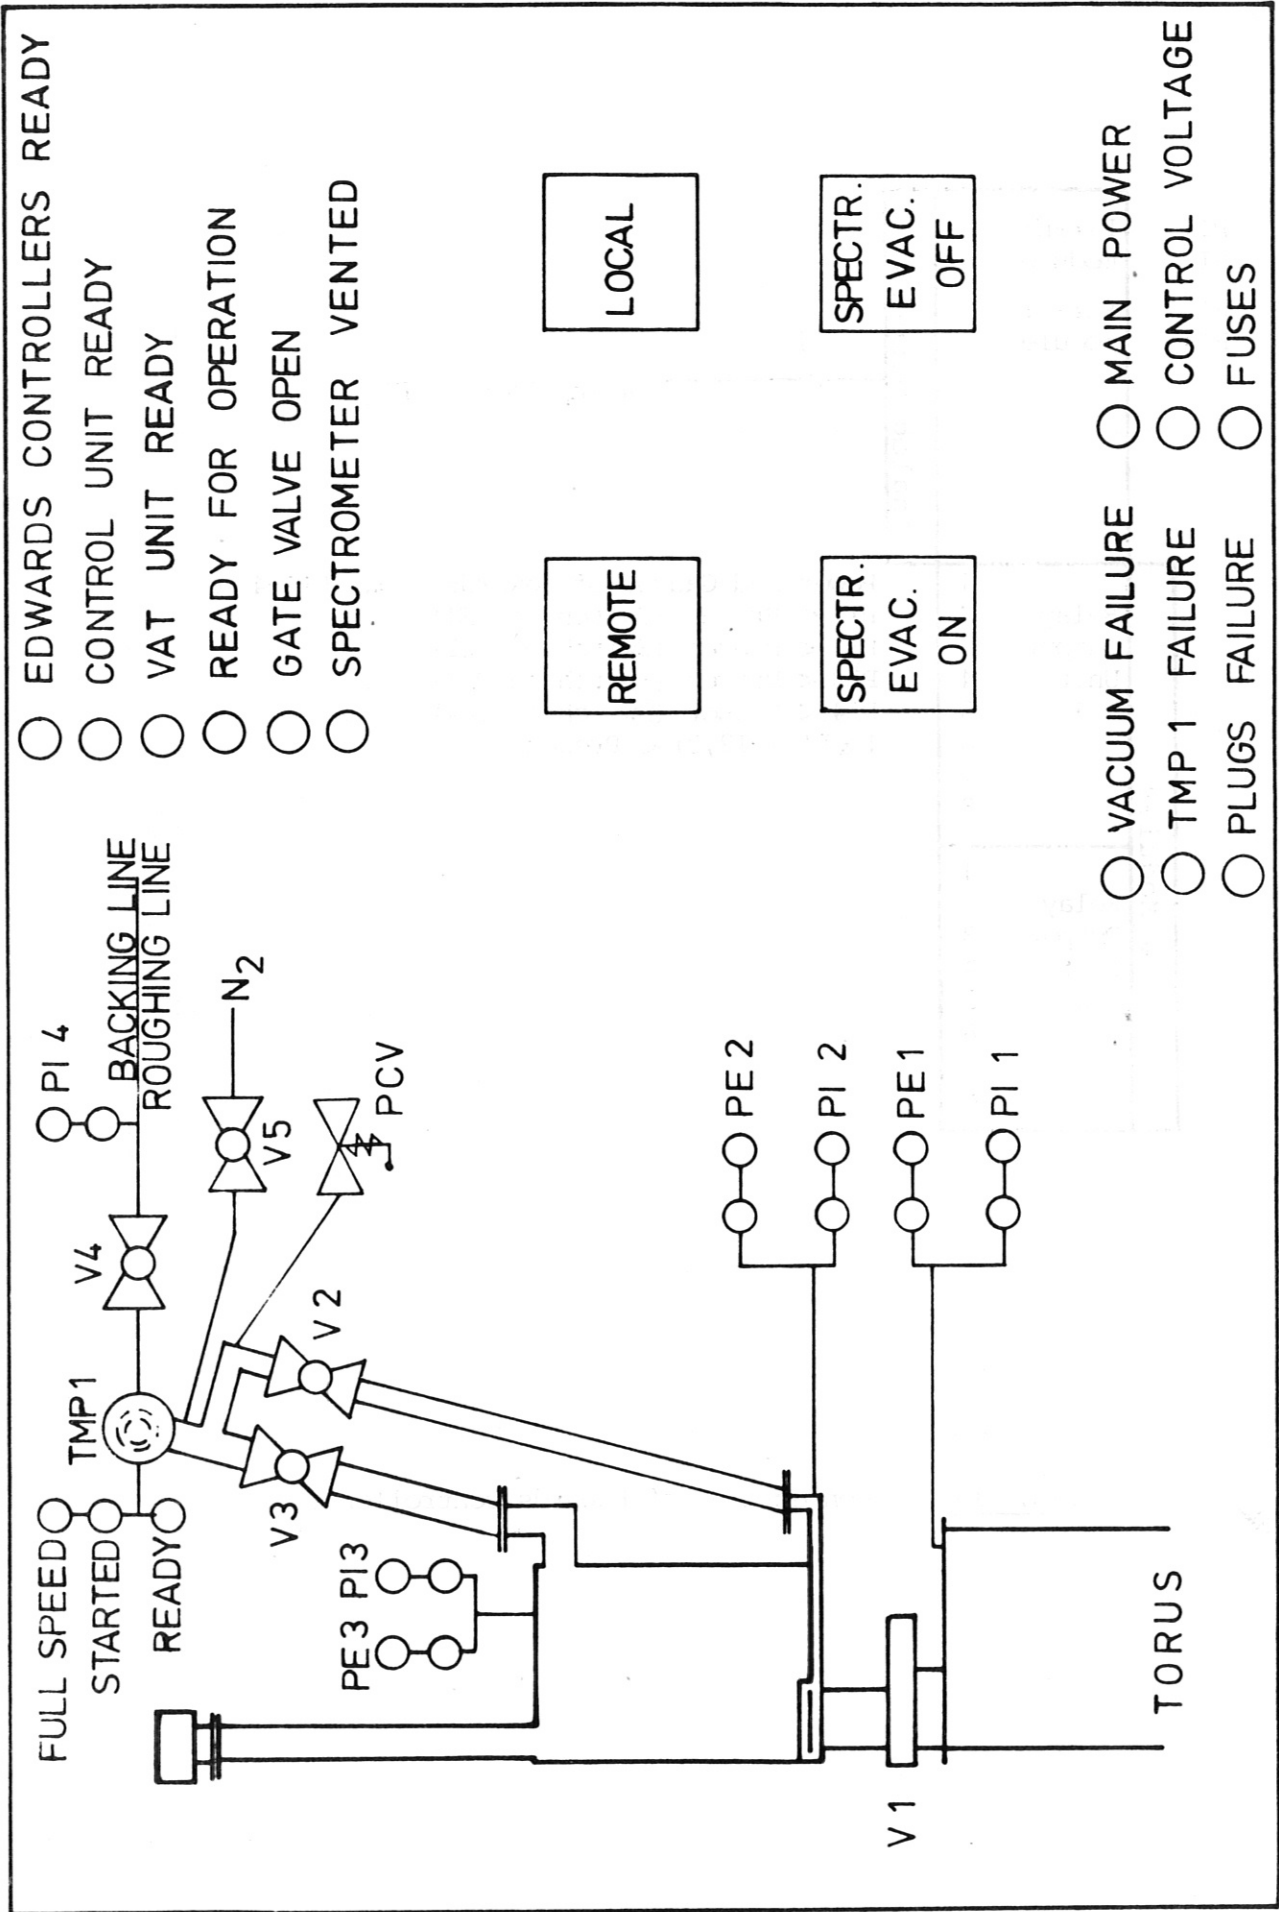 EDWARDS CONTROLLERS READY
CONTROL UNIT READY
VAT UNIT READY
READY FOR OPERATION
GATE VALVE OPEN
SPECTROMETER VENTED
FULL SPEED
STARTED
READY
TMP1
V4
PI 4
BACKING LINE
ROUGHING LINE
N2
V5
PCV
V2
V3
PE3
PI3
REMOTE
LOCAL
PE 2
PI 2
PE 1
PI 1
SPECTR.
EVAC.
ON
SPECTR.
EVAC.
OFF
V 1
TORUS
VACUUM FAILURE
TMP 1 FAILURE
PLUGS FAILURE
MAIN POWER
CONTROL VOLTAGE
FUSES